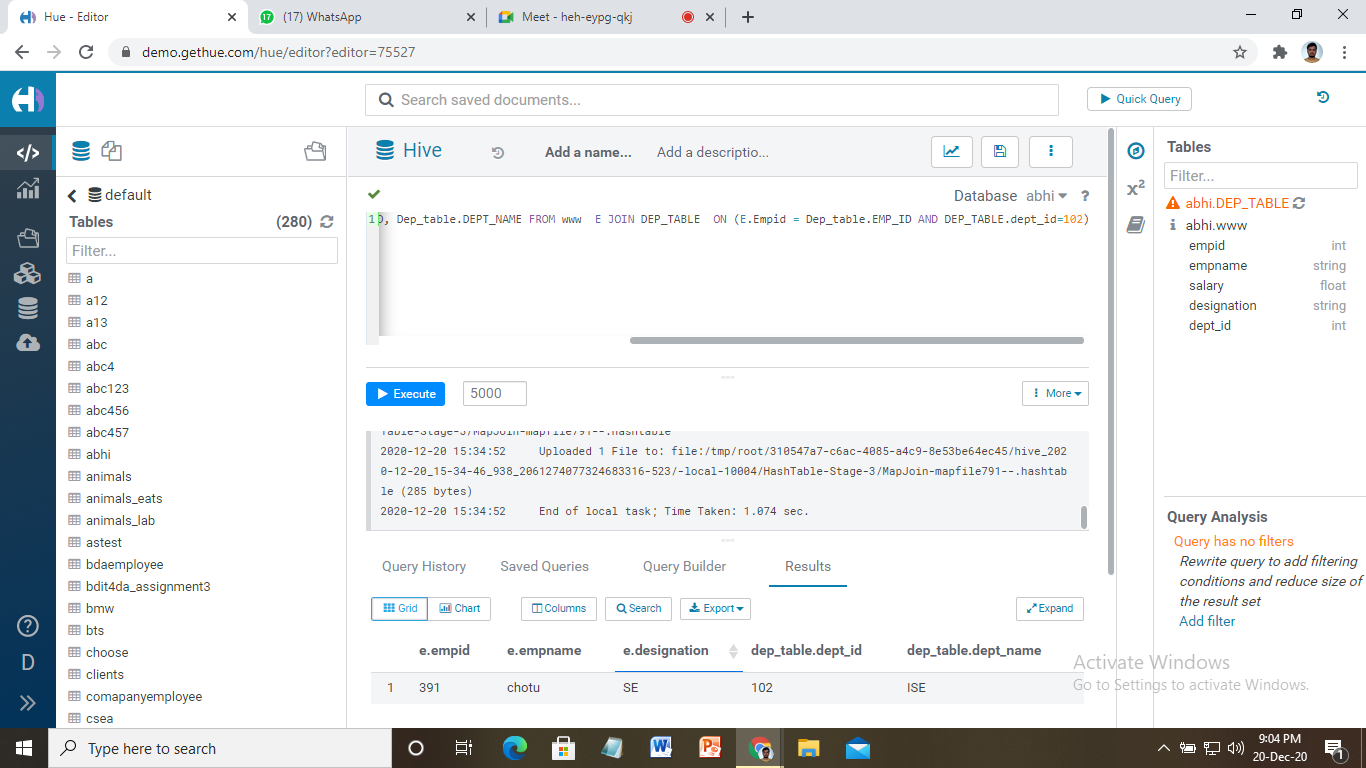 Hue - Editor
17 (17) WhatsApp
Meet - heh-eypg-qkj
demo.gethue.com/hue/editor?editor=75527
Search saved documents...
Quick Query
Hive
Add a name...
Add a descriptio...
Tables
Filter...
default
Database abhi ?
x2
abhi.DEP_TABLE
Tables (280)
1 D, Dep_table.DEPT_NAME FROM www E JOIN DEP_TABLE ON (E.Empid = Dep_table.EMP_ID AND DEP_TABLE.dept_id=102)
abhi.www
Filter...
empid int
empname string
salary float
designation string
dept_id int
a
a12
a13
abc
abc4
abc123
abc456
abc457
abhi
animals
animals_eats
animals_lab
astest
bdaemployee
bdit4da_assignment3
bmw
bts
choose
clients
comapanyemployee
csea
Execute
5000
More
Table-Stage-3/MapJoin-mapfile791--.hashtable
2020-12-20 15:34:52 Uploaded 1 File to: file:/tmp/root/310547a7-c6ac-4085-a4c9-8e53be64ec45/hive_202
0-12-20_15-34-46_938_2061274077324683316-523/-local-10004/HashTable-Stage-3/MapJoin-mapfile791--.hashtab
le (285 bytes)
2020-12-20 15:34:52 End of local task; Time Taken: 1.074 sec.
Query Analysis
Query has no filters
Rewrite query to add filtering
conditions and reduce size of
the result set
Add filter
Query History
Saved Queries
Query Builder
Results
Grid
Chart
Columns
Search
Export
Expand
e.empid e.empname e.designation dep_table.dept_id dep_table.dept_name
1 391 chotu SE 102 ISE
D
Activate Windows
Go to Settings to activate Windows.
Type here to search
9:04 PM
20-Dec-20
1